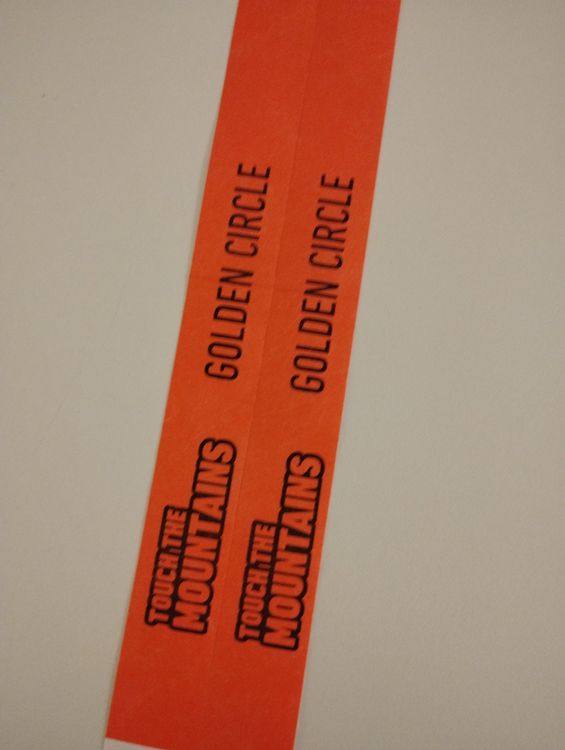 TOUCH THE
MOUNTAINS
GOLDEN CIRCLE
TOUCH THE
MOUNTAINS
GOLDEN CIRCLE